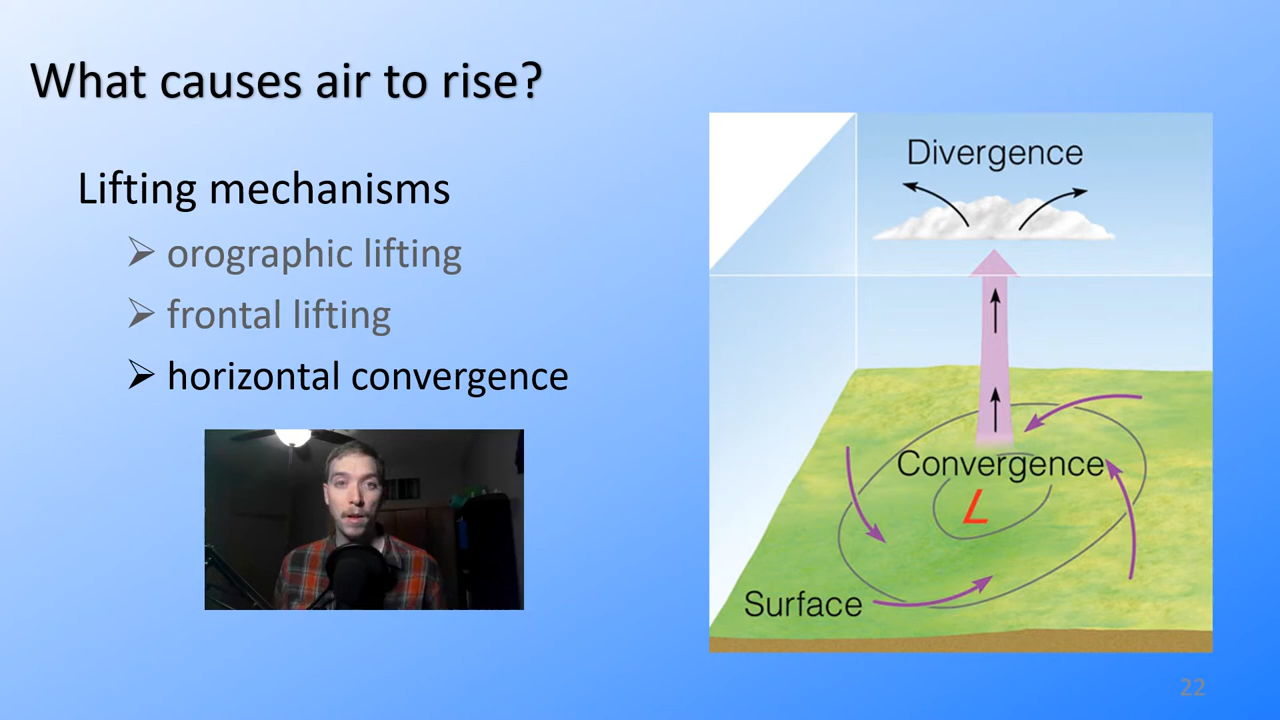 What causes air to rise?
Lifting mechanisms
orographic lifting
frontal lifting
horizontal convergence
Divergence
Convergence
L
Surface
22